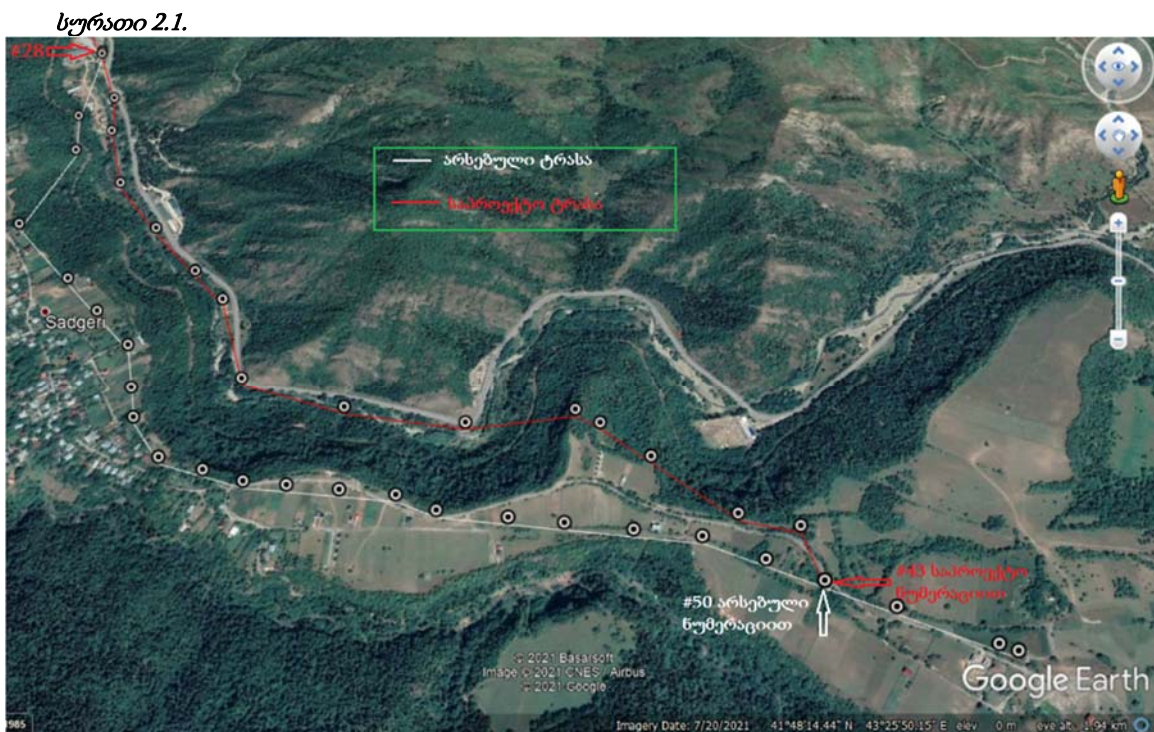 სურათი 2.1.
#28
არსებული ტრასა
საპროექტო ტრასა
Sadgeri
#43 საპროექტო
ნუმერაციით
#50 არსებული
ნუმერაციით
© 2021 Basarsoft
Image © 2021 CNES / Airbus
© 2021 Google
Google Earth
1985
Imagery Date: 7/20/2021 41°48'14.44" N 43°25'50.15" E elev 0 m eye alt 1.94 km